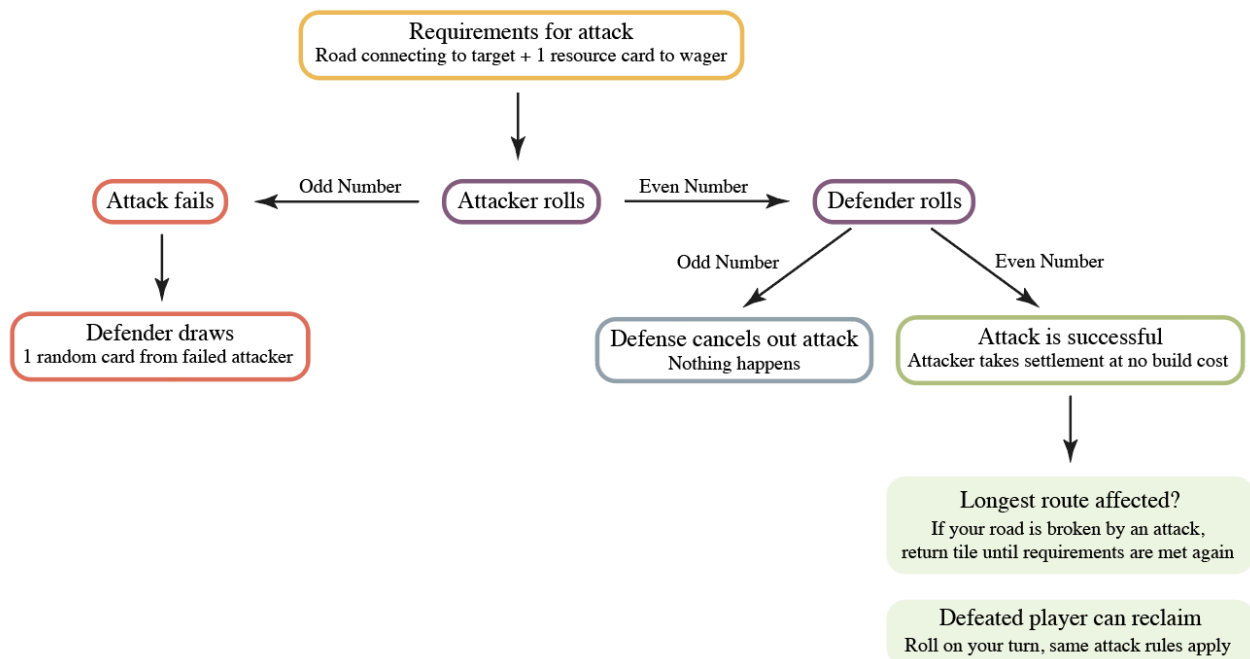 Requirements for attack
Road connecting to target + 1 resource card to wager
Odd Number
Even Number
Attack fails
Attacker rolls
Defender rolls
Odd Number
Even Number
Defender draws
1 random card from failed attacker
Defense cancels out attack
Nothing happens
Attack is successful
Attacker takes settlement at no build cost
Longest route affected?
If your road is broken by an attack,
return tile until requirements are met again
Defeated player can reclaim
Roll on your turn, same attack rules apply